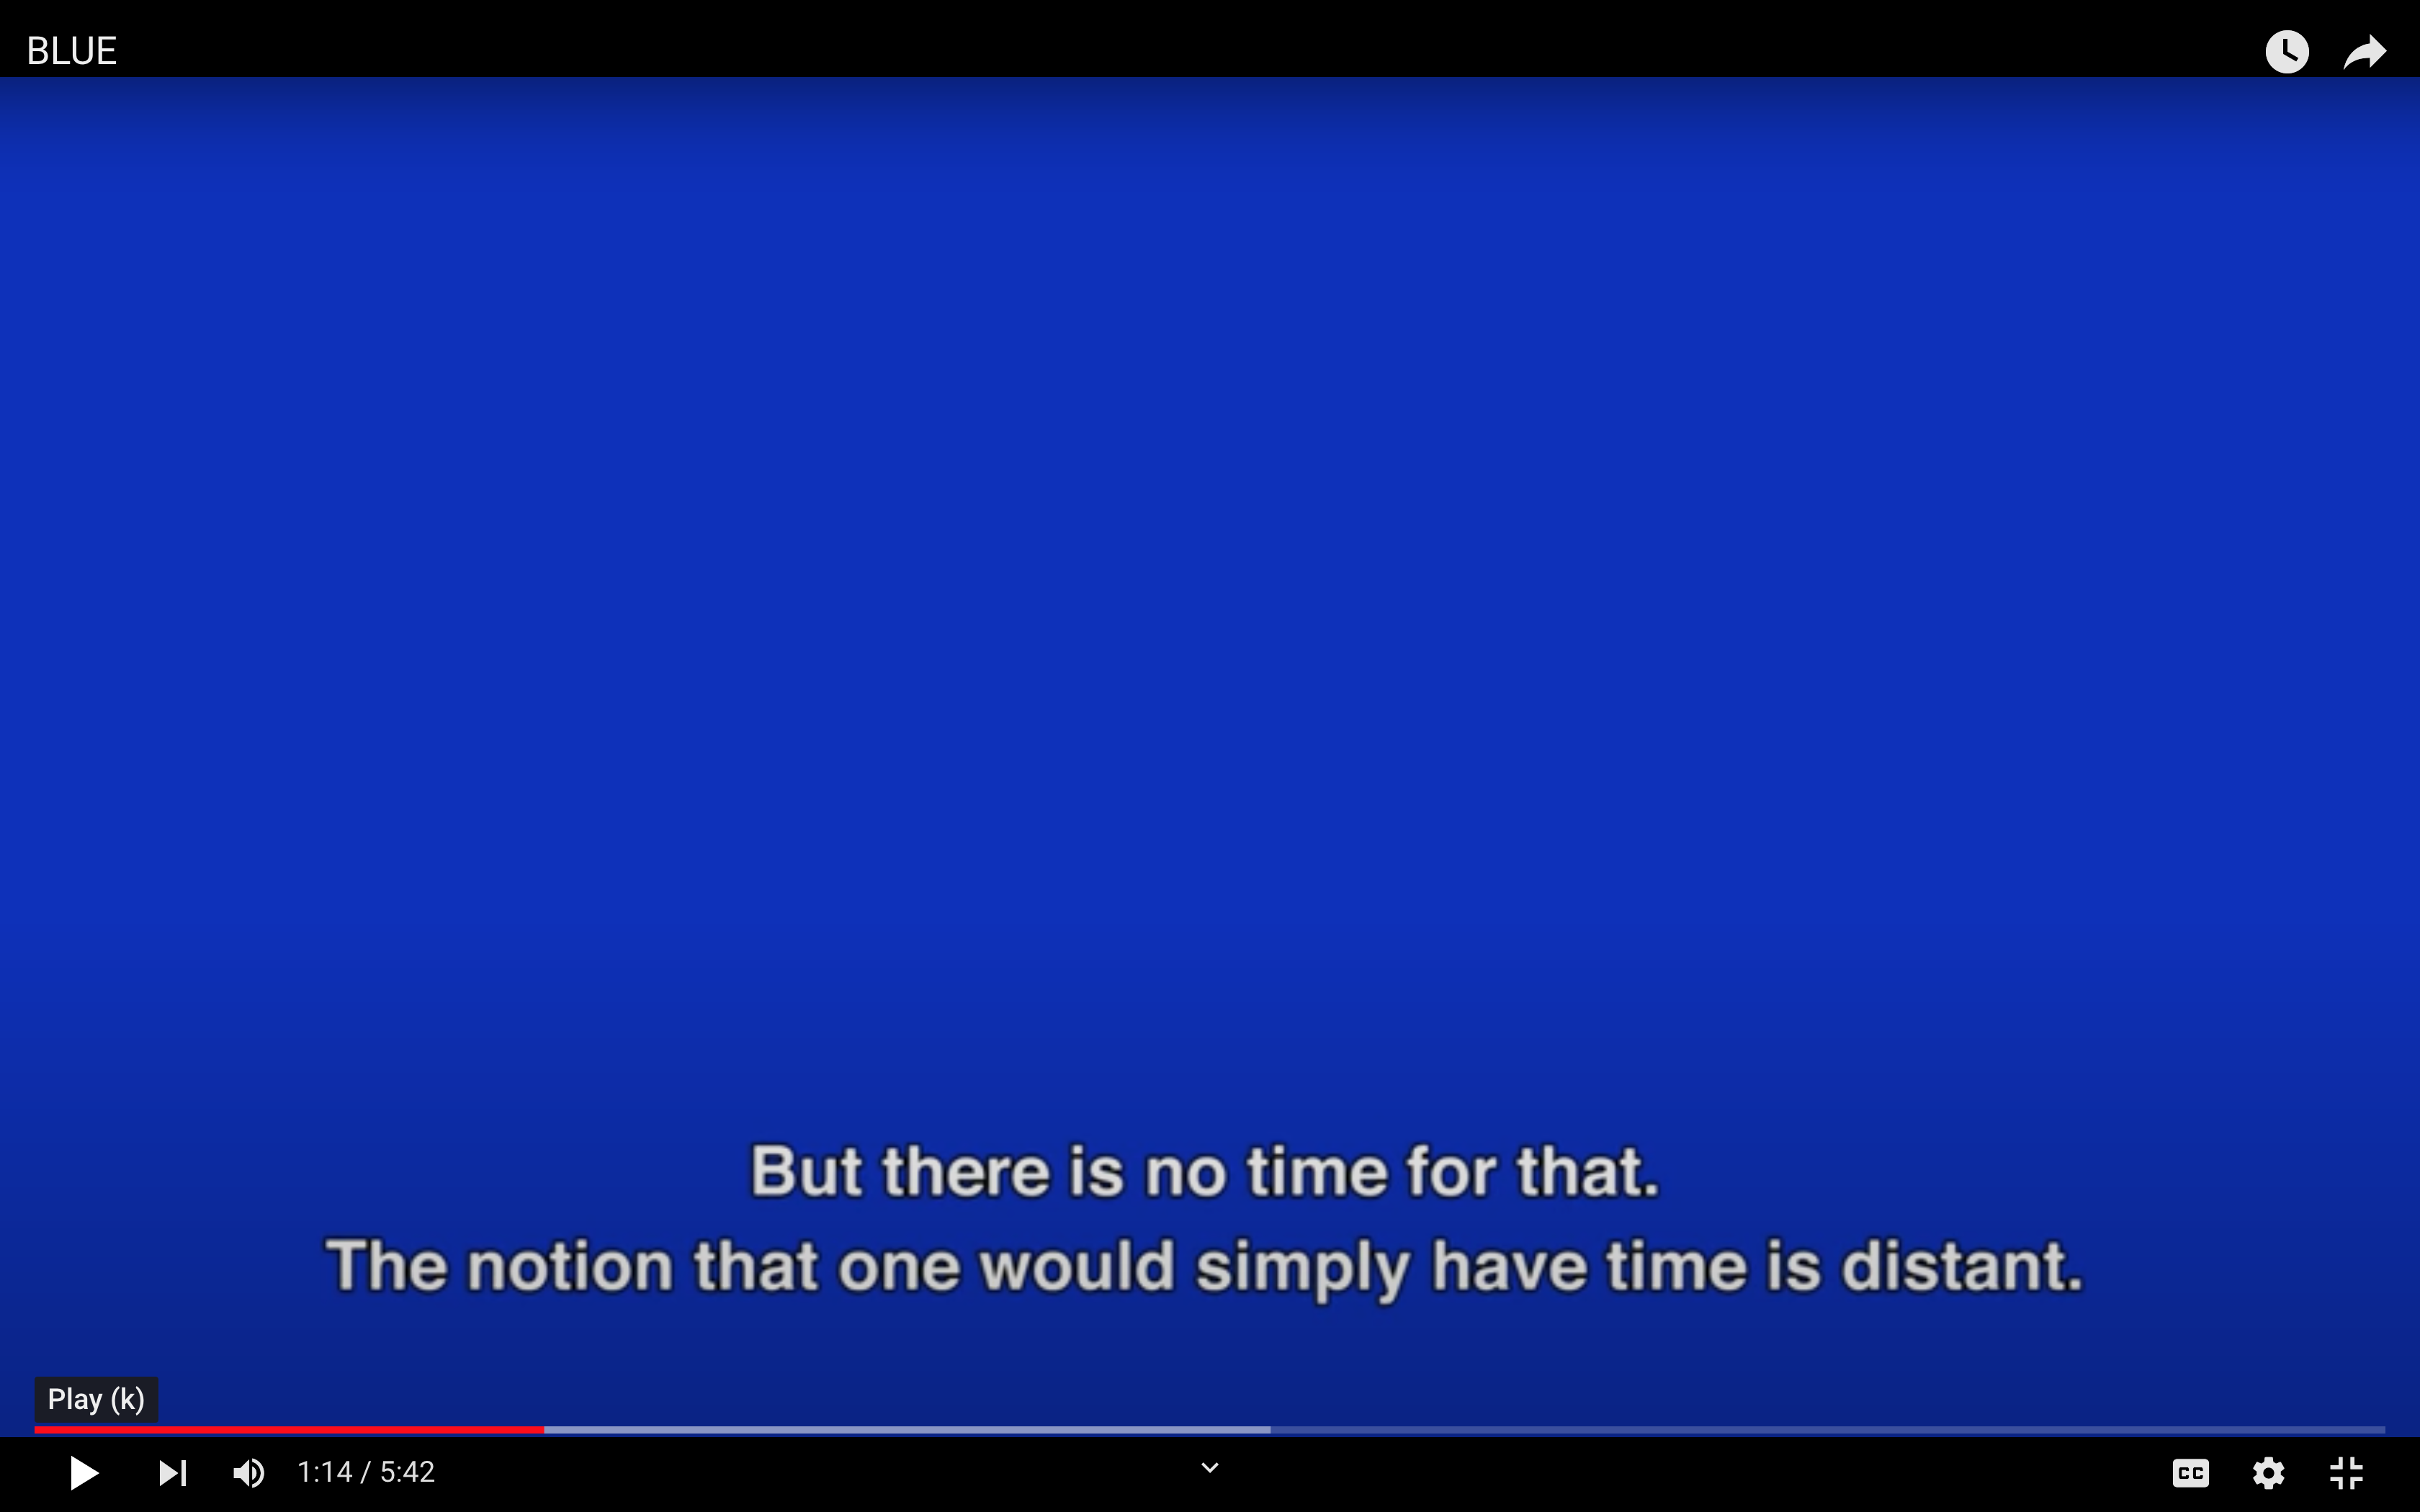 BLUE
But there is no time for that.
The notion that one would simply have time is distant.
Play (k)
1:14 / 5:42
CC